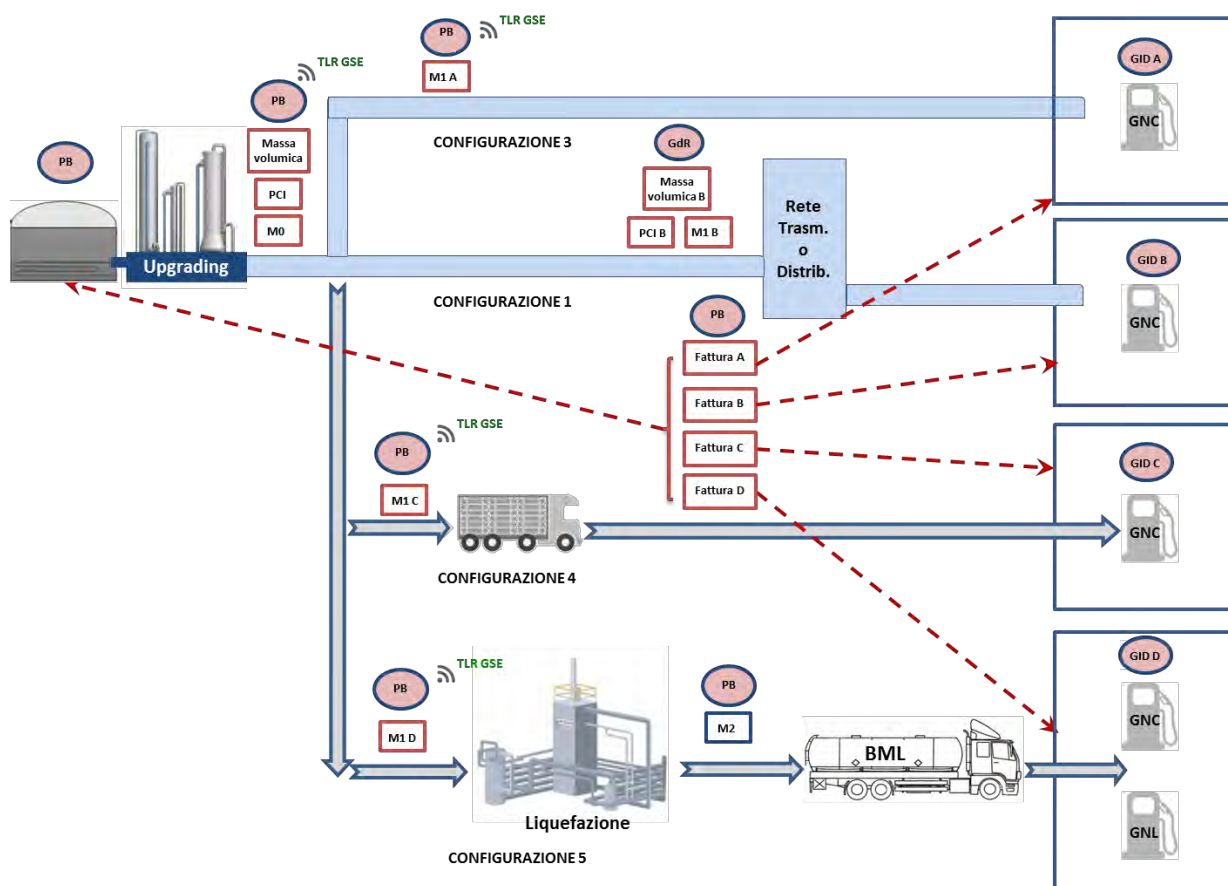 PB
TLR GSE
M1 A
GID A
GNC
CONFIGURAZIONE 3
PB
TLR GSE
Massa
volumica
PCI
M0
PB
Upgrading
GdR
Massa
volumica B
PCI B
M1 B
Rete
Trasm.
o
Distrib.
GID B
GNC
CONFIGURAZIONE 1
PB
Fattura A
Fattura B
Fattura C
Fattura D
PB
TLR GSE
M1 C
CONFIGURAZIONE 4
GID C
GNC
PB
TLR GSE
M1 D
Liquefazione
CONFIGURAZIONE 5
PB
M2
BML
GID D
GNC
GNL